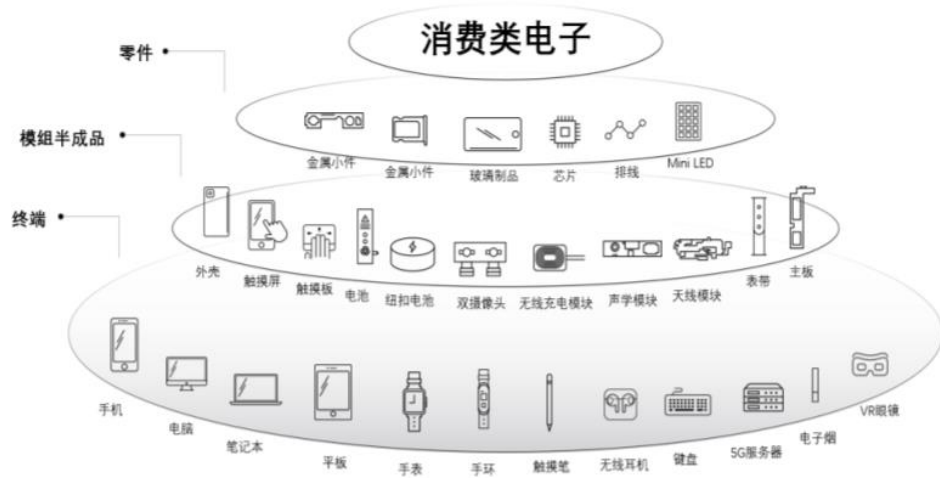 消费类电子
零件
金属小件
金属小件
玻璃制品
芯片
排线
Mini LED
模组半成品
外壳
触摸屏
触摸板
电池
纽扣电池
双摄像头
无线充电模块
声学模块
天线模块
表带
主板
终端
手机
电脑
笔记本
平板
手表
手环
触摸笔
无线耳机
键盘
5G服务器
电子烟
VR眼镜